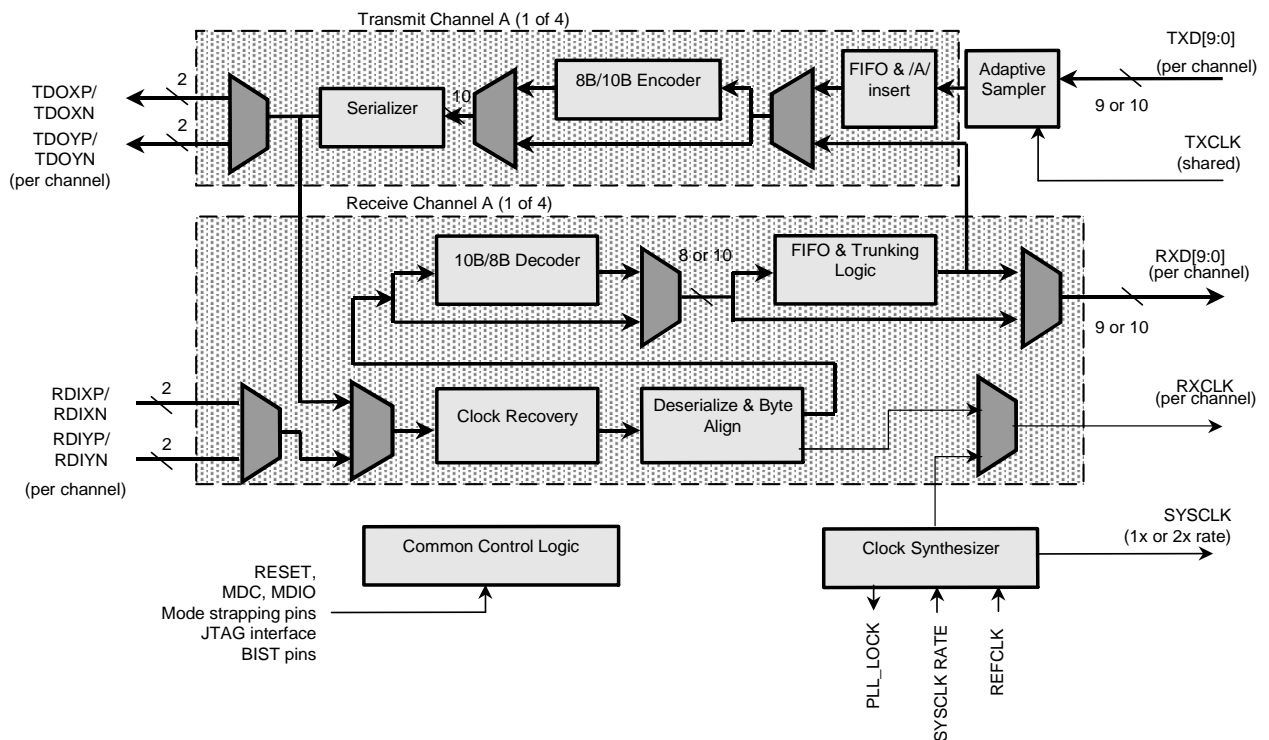 Transmit Channel A (1 of 4)
TDOXP/
TDOXN
2
TDOYP/
TDOYN
2
(per channel)
Serializer
10
8B/10B Encoder
FIFO & /A/
insert
Adaptive
Sampler
TXD[9:0]
(per channel)
9 or 10
TXCLK
(shared)
Receive Channel A (1 of 4)
10B/8B Decoder
8 or 10
FIFO & Trunking
Logic
RXD[9:0]
(per channel)
9 or 10
RDIXP/
RDIXN
2
RDIYP/
RDIYN
2
(per channel)
Clock Recovery
Deserialize & Byte
Align
RXCLK
(per channel)
Common Control Logic
RESET,
MDC, MDIO
Mode strapping pins
JTAG interface
BIST pins
Clock Synthesizer
SYSCLK
(1x or 2x rate)
PLL_LOCK
SYSCLK RATE
REFCLK